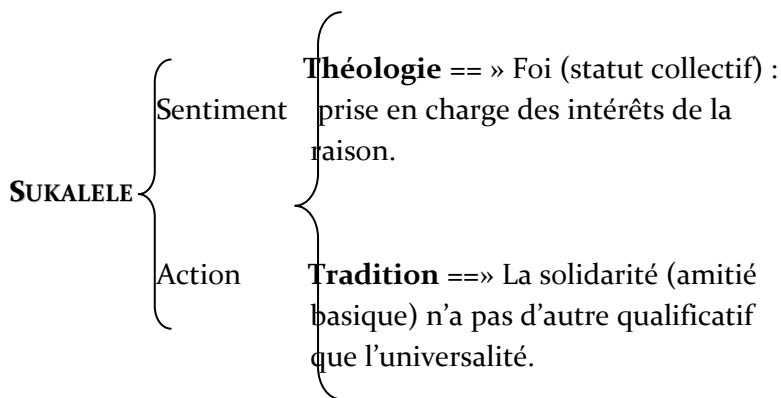 Théologie == » Foi (statut collectif) :
Sentiment prise en charge des intérêts de la
raison.
SUKALELE
Action Tradition ==» La solidarité (amitié
basique) n’a pas d’autre qualificatif
que l’universalité.